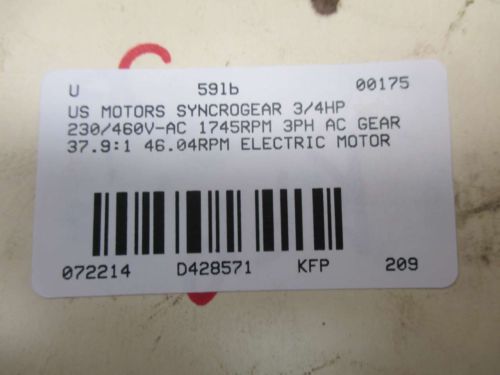 U 591b 00175
US MOTORS SYNCROGEAR 3/4HP
230/460V-AC 1745RPM 3PH AC GEAR
37.9:1 46.04RPM ELECTRIC MOTOR
072214 D428571 KFP 209